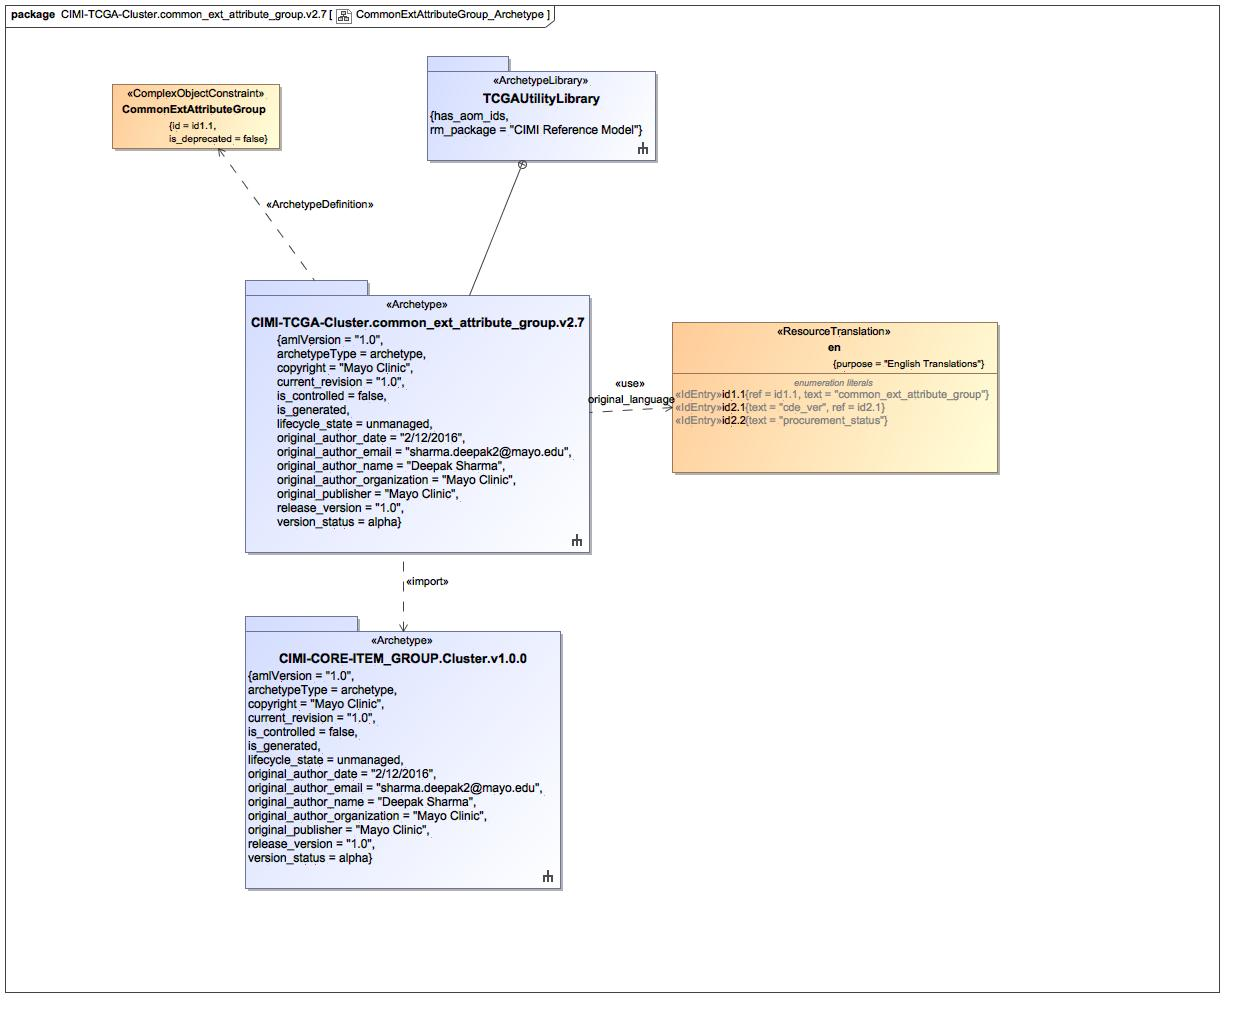 package CIMI-TCGA-Cluster.common_ext_attribute_group.v2.7 [ CommonExtAttributeGroup_Archetype ]
«ComplexObjectConstraint»
CommonExtAttributeGroup
{id = id1.1,
is_deprecated = false}
«ArchetypeLibrary»
TCGAUtilityLibrary
{has_aom_ids,
rm_package = "CIMI Reference Model"}
«ArchetypeDefinition»
«Archetype»
CIMI-TCGA-Cluster.common_ext_attribute_group.v2.7
{amlVersion = "1.0",
archetypeType = archetype,
copyright = "Mayo Clinic",
current_revision = "1.0",
is_controlled = false,
is_generated,
lifecycle_state = unmanaged,
original_author_date = "2/12/2016",
original_author_email = "sharma.deepak2@mayo.edu",
original_author_name = "Deepak Sharma",
original_author_organization = "Mayo Clinic",
original_publisher = "Mayo Clinic",
release_version = "1.0",
version_status = alpha}
«use»
original_language
«ResourceTranslation»
en
{purpose = "English Translations"}
enumeration literals
«IdEntry»id1.1{ref = id1.1, text = "common_ext_attribute_group"}
«IdEntry»id2.1{text = "cde_ver", ref = id2.1}
«IdEntry»id2.2{text = "procurement_status"}
«import»
«Archetype»
CIMI-CORE-ITEM_GROUP.Cluster.v1.0.0
{amlVersion = "1.0",
archetypeType = archetype,
copyright = "Mayo Clinic",
current_revision = "1.0",
is_controlled = false,
is_generated,
lifecycle_state = unmanaged,
original_author_date = "2/12/2016",
original_author_email = "sharma.deepak2@mayo.edu",
original_author_name = "Deepak Sharma",
original_author_organization = "Mayo Clinic",
original_publisher = "Mayo Clinic",
release_version = "1.0",
version_status = alpha}